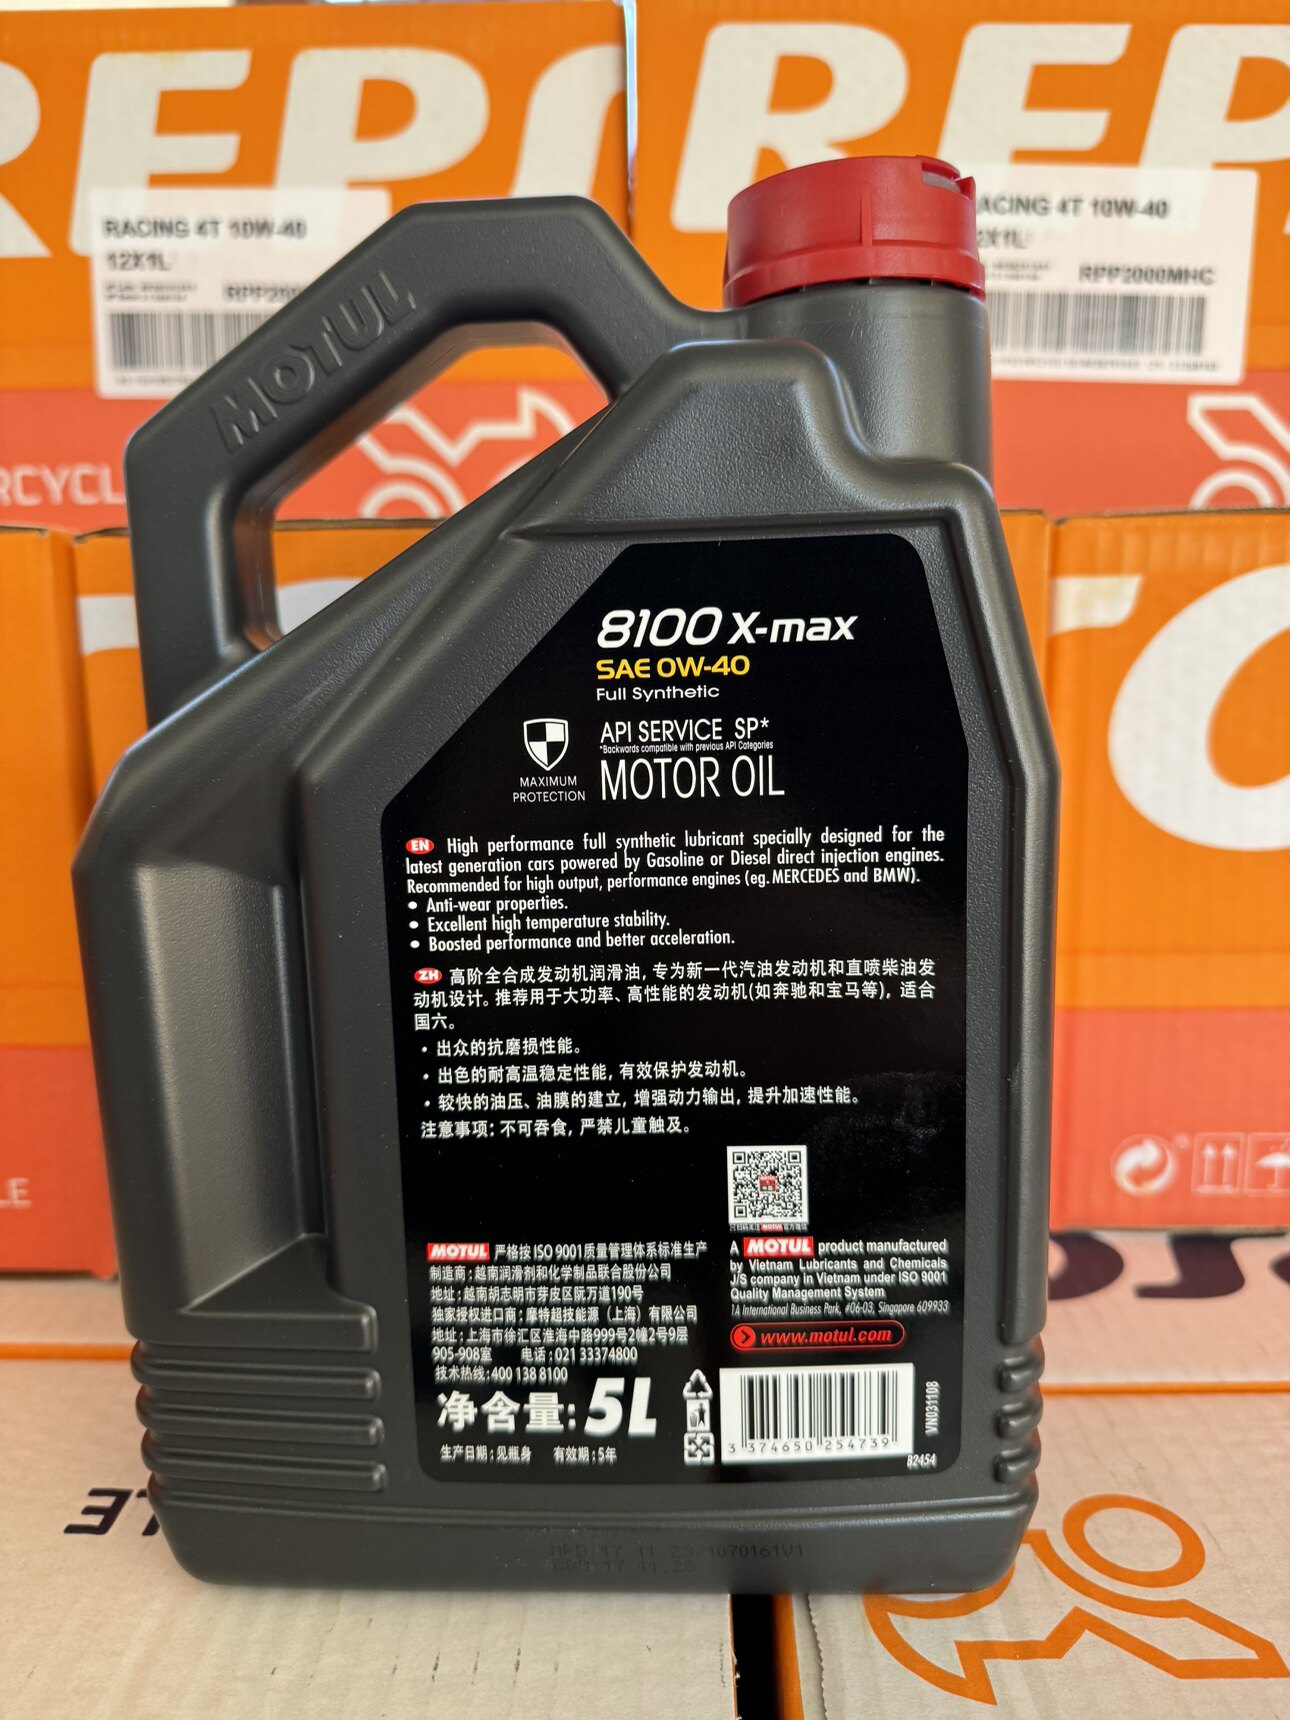 REPS
REPS
RACING 4T 10W-40
12X1L
RACING 4T 10W-40
RPP2000MHC
MOTUL
8100 X-max
SAE 0W-40
Full Synthetic
API SERVICE SP*
*Backwards compatible with previous API Categories
MOTOR OIL
MAXIMUM
PROTECTION
EN High performance full synthetic lubricant specially designed for the
latest generation cars powered by Gasoline or Diesel direct injection engines.
Recommended for high output, performance engines (eg. MERCEDES and BMW).
• Anti-wear properties.
• Excellent high temperature stability.
• Boosted performance and better acceleration.
ZH 高阶全合成发动机润滑油，专为新一代汽油发动机和直喷柴油发
动机设计。推荐用于大功率、高性能的发动机(如奔驰和宝马等)，适合
国六。
· 出众的抗磨损性能。
· 出色的耐高温稳定性能，有效保护发动机。
· 较快的油压、油膜的建立，增强动力输出，提升加速性能。
注意事项：不可吞食，严禁儿童触及。
MOTUL 严格按ISO 9001质量管理体系标准生产
制造商：越南润滑剂和化学制品联合股份公司
地址：越南胡志明市芽皮区阮万道190号
独家授权进口商：摩特超技能源（上海）有限公司
地址：上海市徐汇区淮海中路999号2幢2号9层
905-908室 电话：021 33374800
技术热线：400 138 8100
净含量：5L
生产日期：见瓶身 有效期：5年
A MOTUL product manufactured
by Vietnam Lubricants and Chemicals
J/S company in Vietnam under ISO 9001
Quality Management System
1A International Business Park, #06-03, Singapore 609933
www.motul.com
3 374650 254739
VN031108
82454